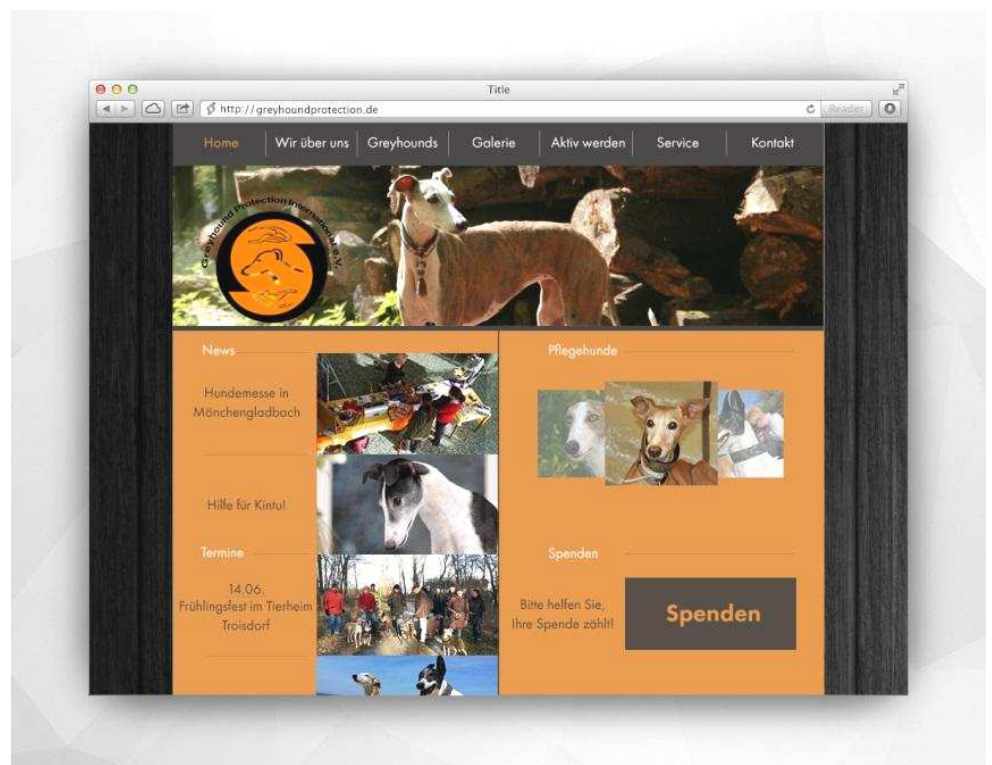 Title
http://greyhoundprotection.de
Reader
Home
Wir über uns
Greyhounds
Galerie
Aktiv werden
Service
Kontakt
Greyhound Protection International e.V.
News
Hundemesse in
Mönchengladbach
Hilfe für Kintu!
Termine
14.06.
Frühlingsfest im Tierheim
Troisdorf
Pflegehunde
Spenden
Bitte helfen Sie,
Ihre Spende zählt!
Spenden